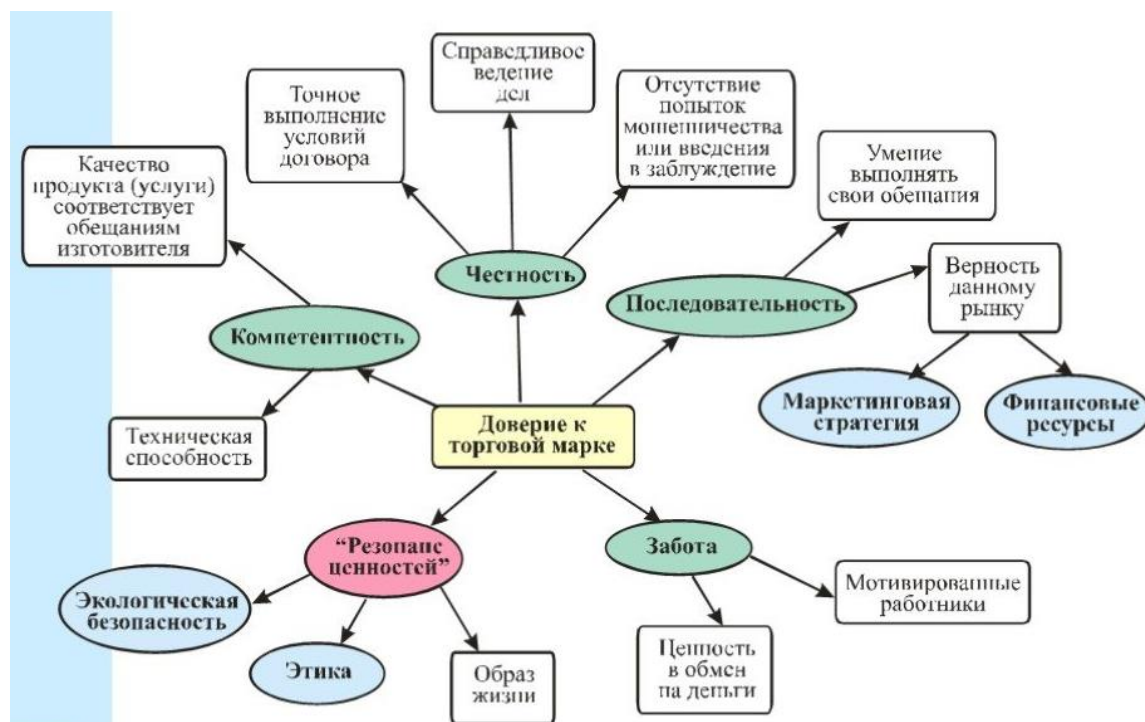 Справедливое
ведение
дел
Точное
выполнение
условий
договора
Отсутствие
попыток
мошенничества
или введения
в заблуждение
Умение
выполнять
свои обещания
Качество
продукта (услуги)
соответствует
обещаниям
изготовителя
Честность
Последовательность
Верность
данному
рынку
Компетентность
Маркетинговая
стратегия
Финансовые
ресурсы
Техническая
способность
Доверие к
торговой марке
“Резонанс
ценностей”
Забота
Экологическая
безопасность
Мотивированные
работники
Этика
Образ
жизни
Ценность
в обмен
на деньги